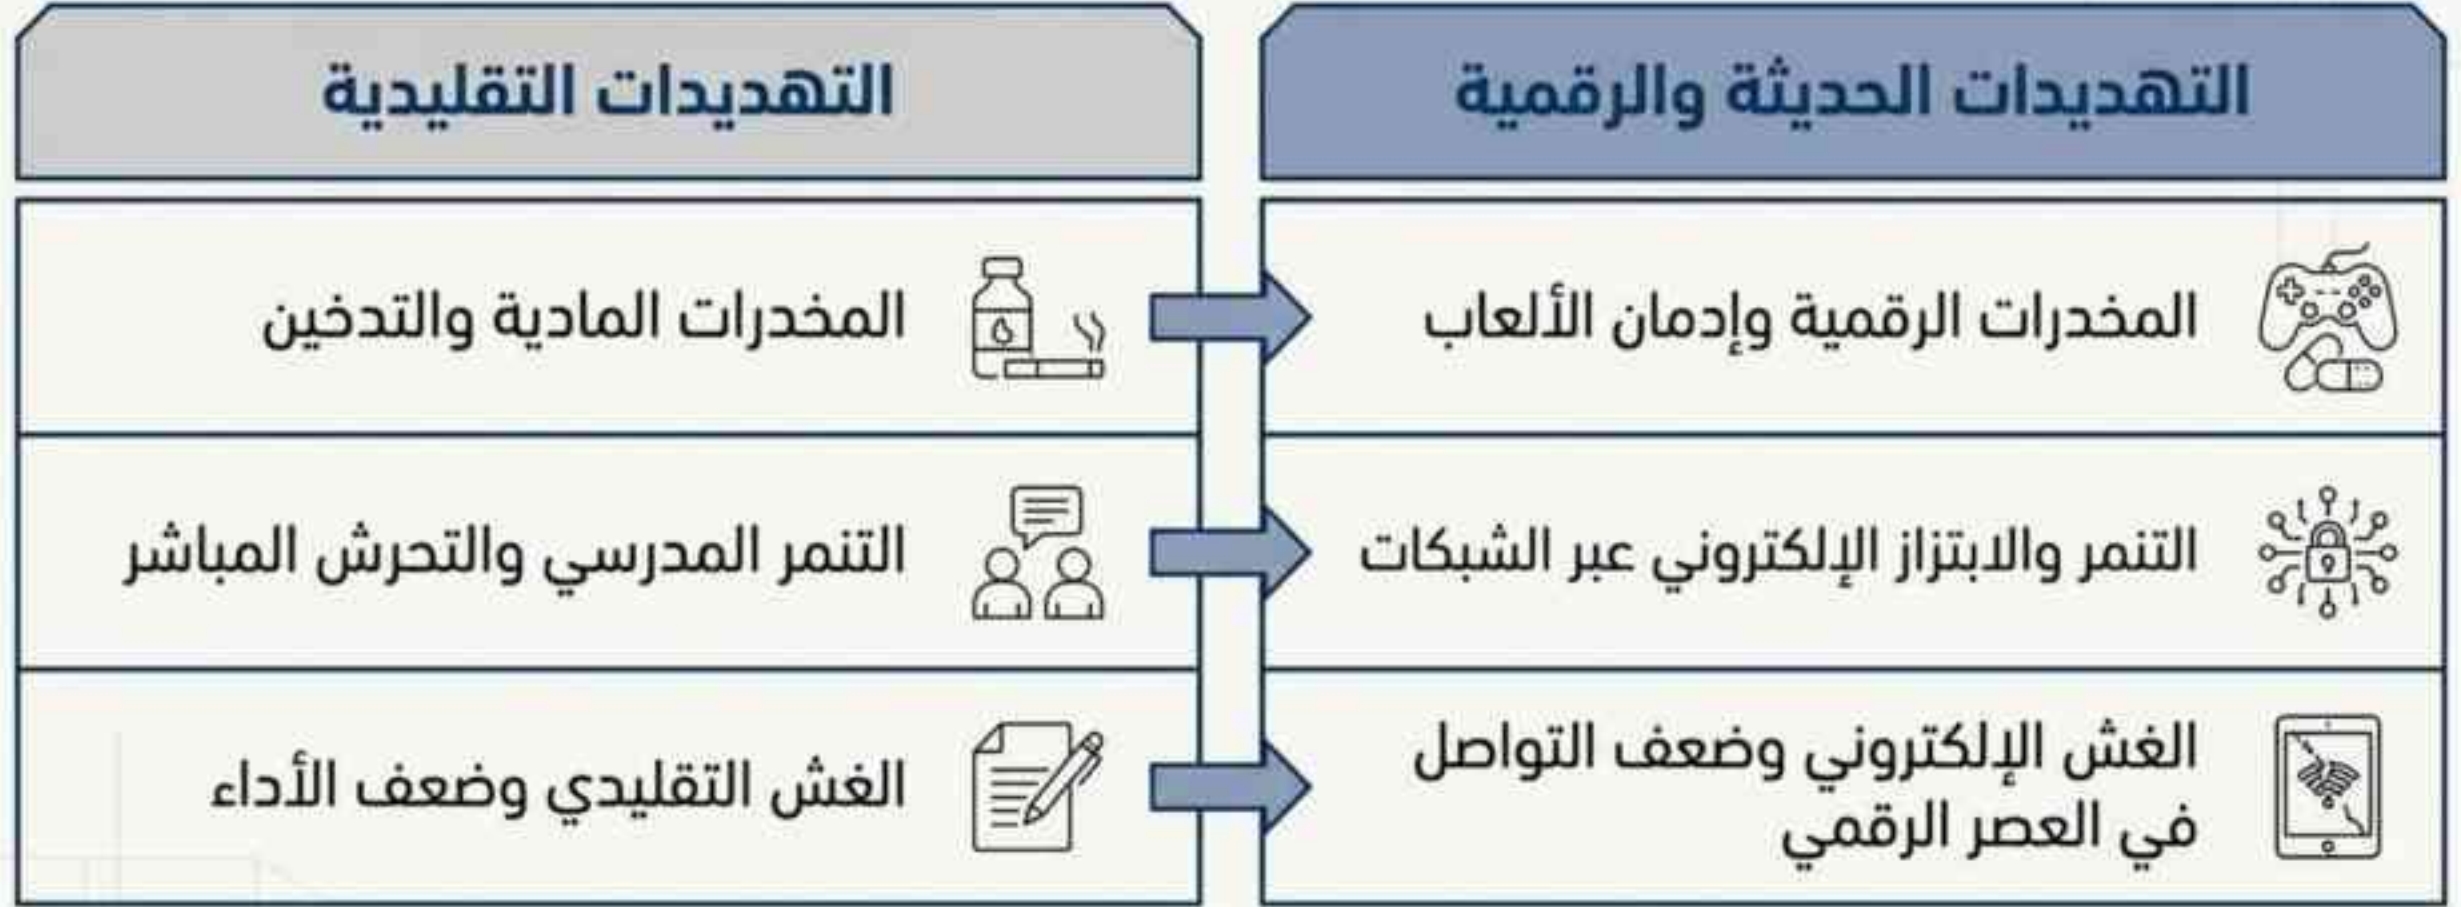 التهديدات الحديثة والرقمية
التهديدات التقليدية
المخدرات الرقمية وإدمان الألعاب
المخدرات المادية والتدخين
التنمر والابتزاز الإلكتروني عبر الشبكات
التنمر المدرسي والتحرش المباشر
الغش الإلكتروني وضعف التواصل
في العصر الرقمي
الغش التقليدي وضعف الأداء